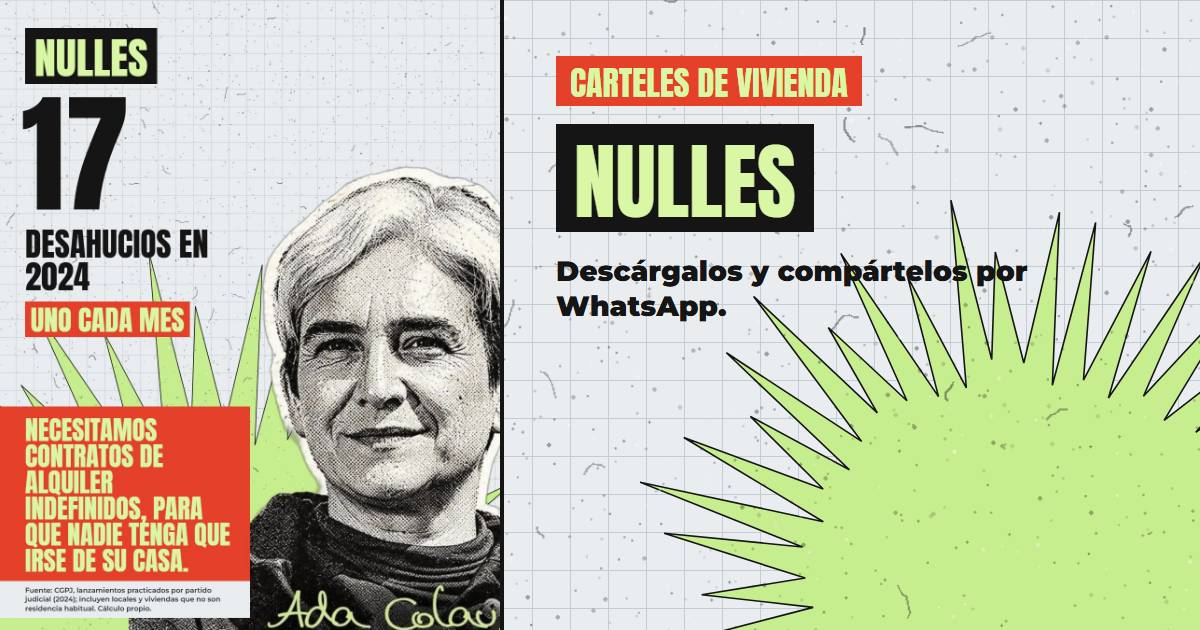 NULLES
17
DESAHUCIOS EN
2024
UNO CADA MES
NECESITAMOS
CONTRATOS DE
ALQUILER
INDEFINIDOS, PARA
QUE NADIE TENGA QUE
IRSE DE SU CASA.
Fuente: CGPJ, lanzamientos practicados por partido
judicial (2024); incluyen locales y viviendas que no son
residencia habitual. Cálculo propio.
Ada Colau
CARTELES DE VIVIENDA
NULLES
Descárgalos y compártelos por
WhatsApp.